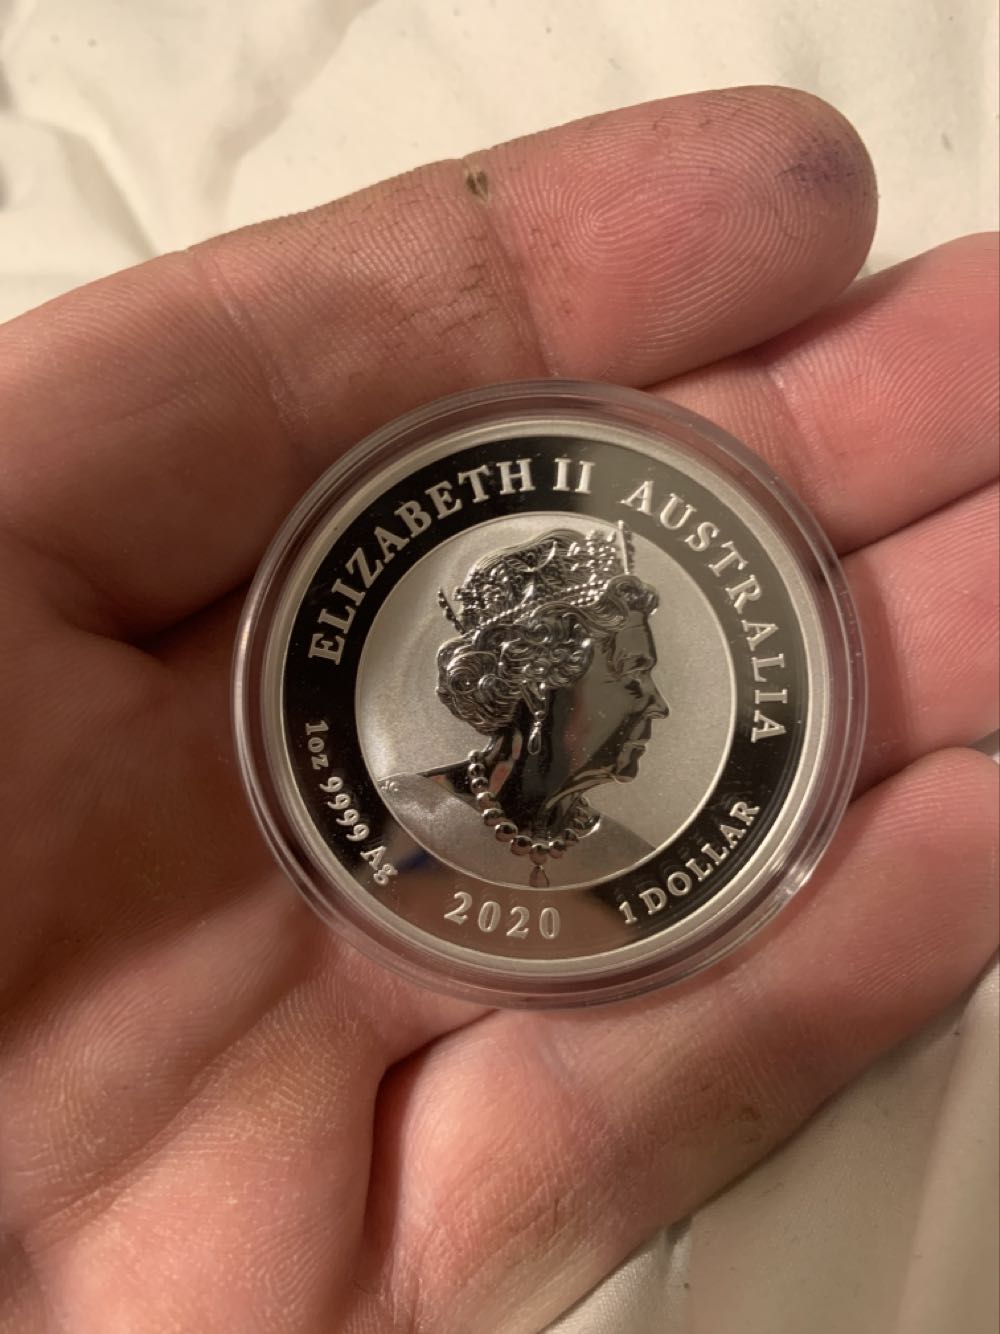 ELIZABETH II AUSTRALIA
1oz 9999 Ag
2020
1 DOLLAR